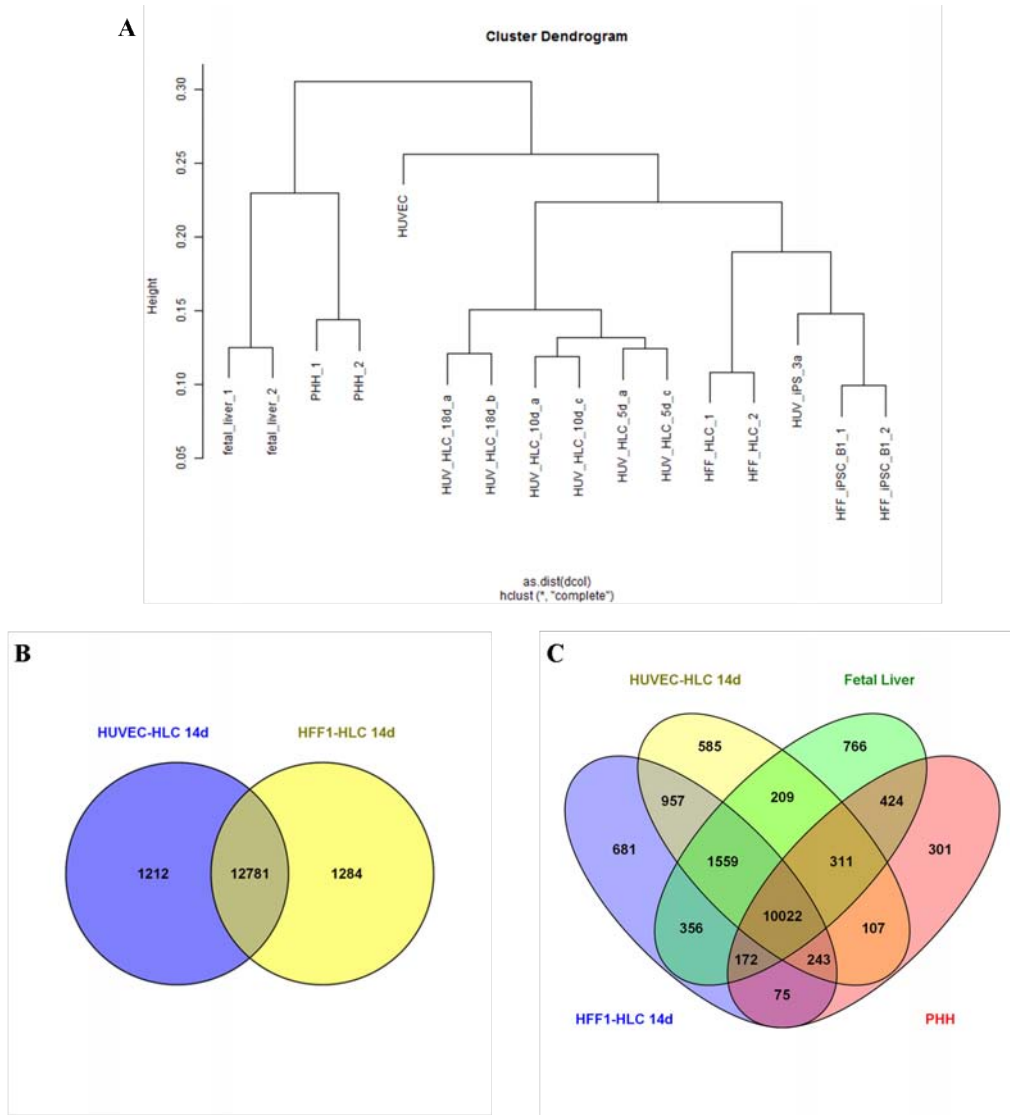 A
Cluster Dendrogram
Height
0.30
0.25
0.20
0.15
0.10
0.05
fetal_liver_1
fetal_liver_2
PHH_1
PHH_2
HUVEC
HUV_HLC_18d_a
HUV_HLC_18d_b
HUV_HLC_10d_a
HUV_HLC_10d_c
HUV_HLC_5d_a
HUV_HLC_5d_c
HFF_HLC_1
HFF_HLC_2
HUV_iPS_3a
HFF_iPSC_B1_1
HFF_iPSC_B1_2
as.dist(dcol)
hclust (*, "complete")
B
HUVEC-HLC 14d
HFF1-HLC 14d
1212
12781
1284
C
HUVEC-HLC 14d
Fetal Liver
585
766
957
209
424
681
1559
311
301
10022
356
107
172
243
75
HFF1-HLC 14d
PHH